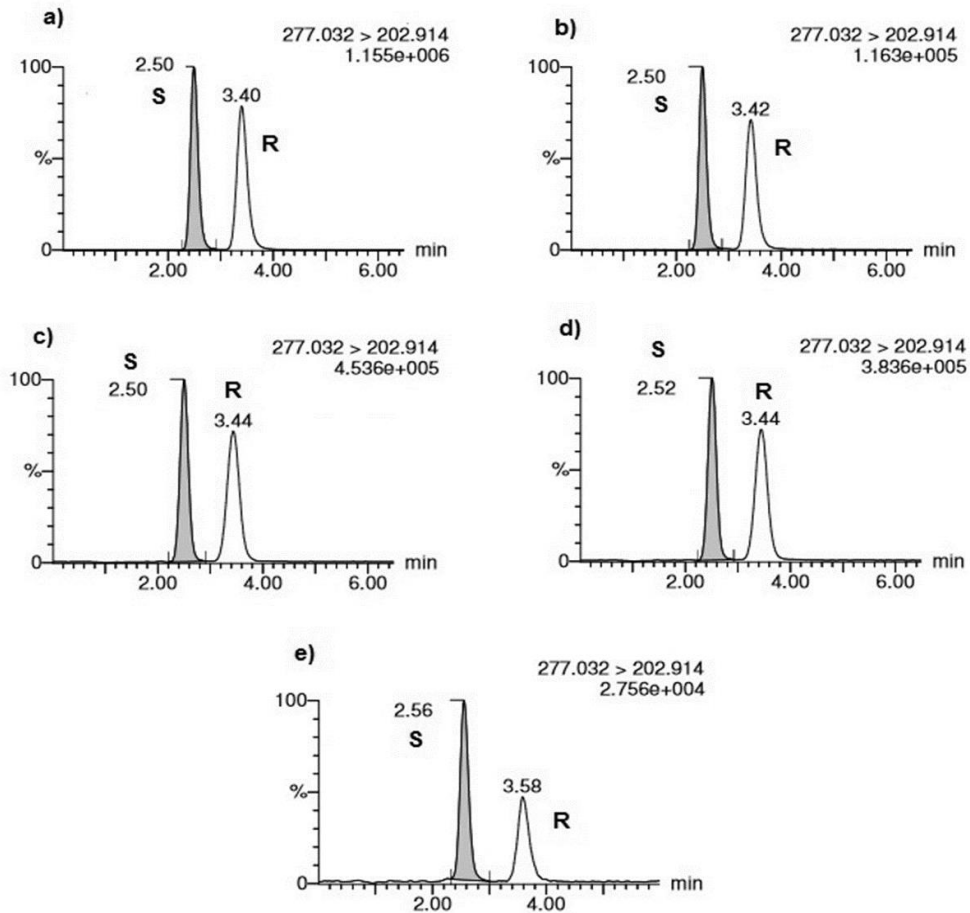 a)
277.032 > 202.914
1.155e+006
100
2.50
S
3.40
R
%
0
2.00 4.00 6.00
min
b)
277.032 > 202.914
1.163e+005
100
2.50
S
3.42
R
%
0
2.00 4.00 6.00
min
c)
277.032 > 202.914
4.536e+005
S
100
2.50
R
3.44
%
0
2.00 4.00 6.00
min
d)
277.032 > 202.914
3.836e+005
S
100
2.52
R
3.44
%
0
2.00 4.00 6.00
min
e)
277.032 > 202.914
2.756e+004
100
2.56
S
3.58
R
%
0
2.00 4.00
min